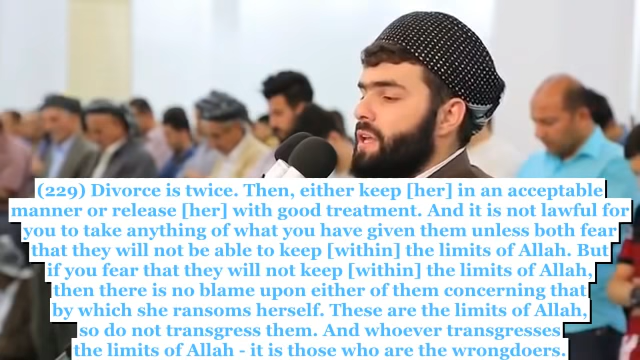 (229) Divorce is twice. Then, either keep [her] in an acceptable
manner or release [her] with good treatment. And it is not lawful for
you to take anything of what you have given them unless both fear
that they will not be able to keep [within] the limits of Allah. But
if you fear that they will not keep [within] the limits of Allah,
then there is no blame upon either of them concerning that
by which she ransoms herself. These are the limits of Allah,
so do not transgress them. And whoever transgresses
the limits of Allah - it is those who are the wrongdoers.